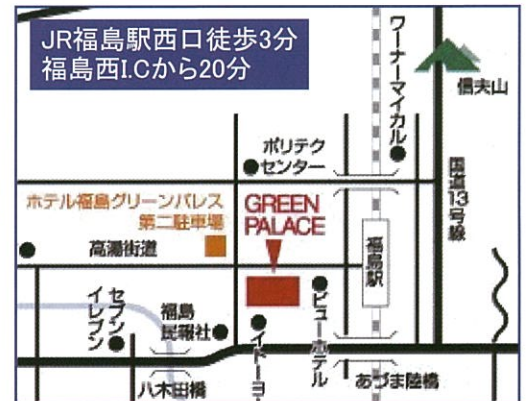 JR福島駅西口徒歩3分
福島西I.Cから20分
ワーナーマイカル
信夫山
ポリテク
センター
国道13号線
ホテル福島グリーンパレス
第二駐車場
GREEN
PALACE
高湯街道
福島駅
セブン
イレブン
福島
民報社
イトーヨ
ビューホテル
八木田橋
あづま陸橋